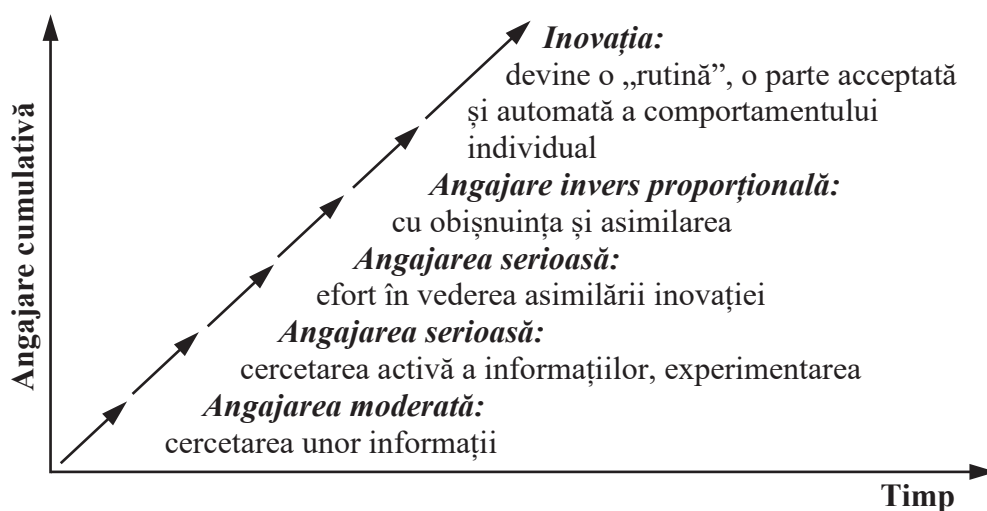 Angajare cumulativă
Inovația:
devine o „rutină”, o parte acceptată
și automată a comportamentului
individual
Angajare invers proporțională:
cu obișnuința și asimilarea
Angajarea serioasă:
efort în vederea asimilării inovației
Angajarea serioasă:
cercetarea activă a informațiilor, experimentarea
Angajarea moderată:
cercetarea unor informații
Timp